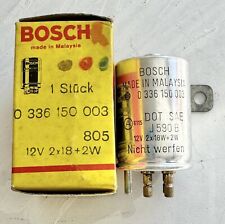 BOSCH
made in Malaysia
1 Stück
0 336 150 003
805
12V 2x18+2W
BOSCH
MADE IN MALAYSIA
0 336 150 003
DOT SAE
J 590 B
12V 2x18W+2W
Nicht werfen